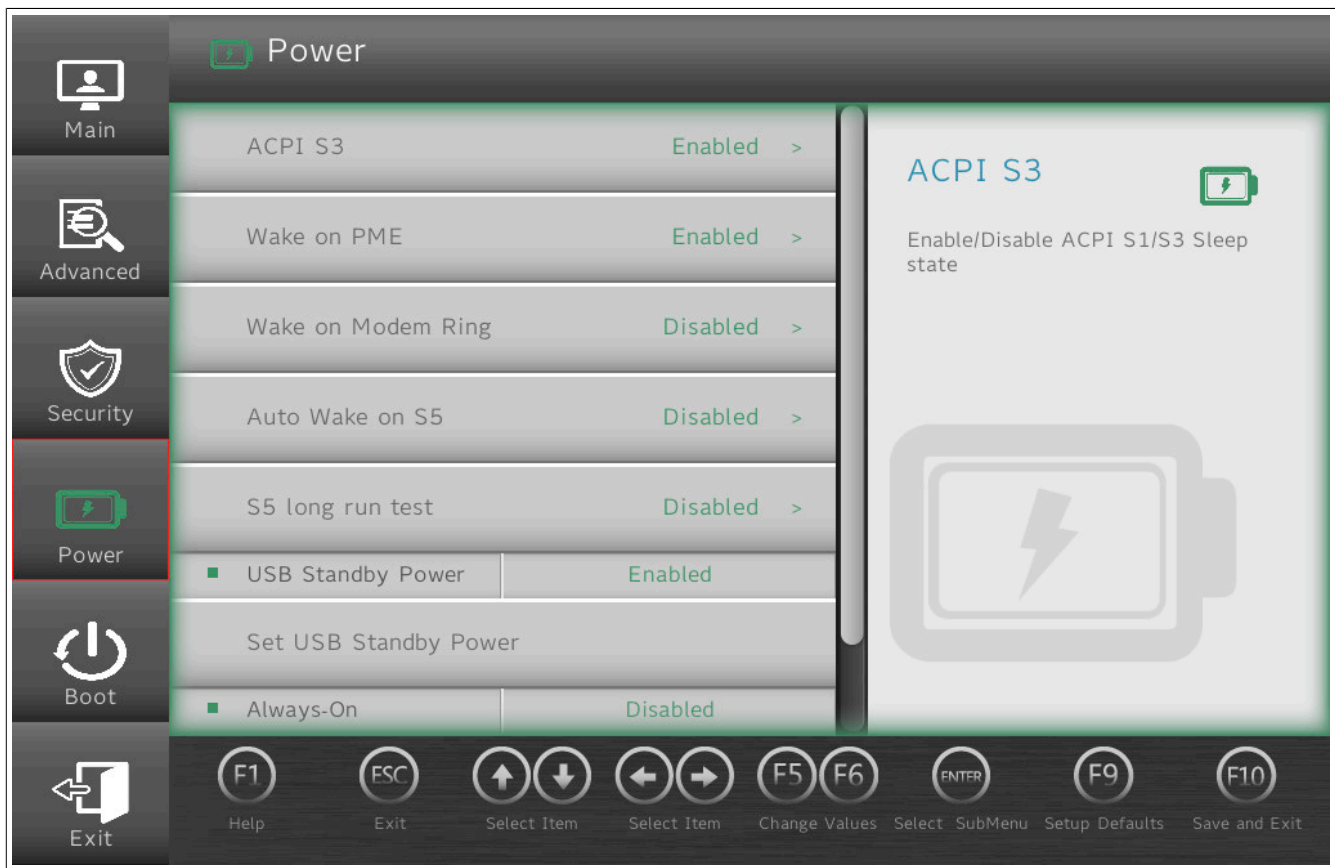 Power
Main
Advanced
Security
Power
Boot
Exit
ACPI S3 Enabled >
Wake on PME Enabled >
Wake on Modem Ring Disabled >
Auto Wake on S5 Disabled >
S5 long run test Disabled >
USB Standby Power Enabled
Set USB Standby Power
Always-On Disabled
ACPI S3
Enable/Disable ACPI S1/S3 Sleep
state
F1 ESC F5 F6 ENTER F9 F10
Help Exit Select Item Select Item Change Values Select SubMenu Setup Defaults Save and Exit